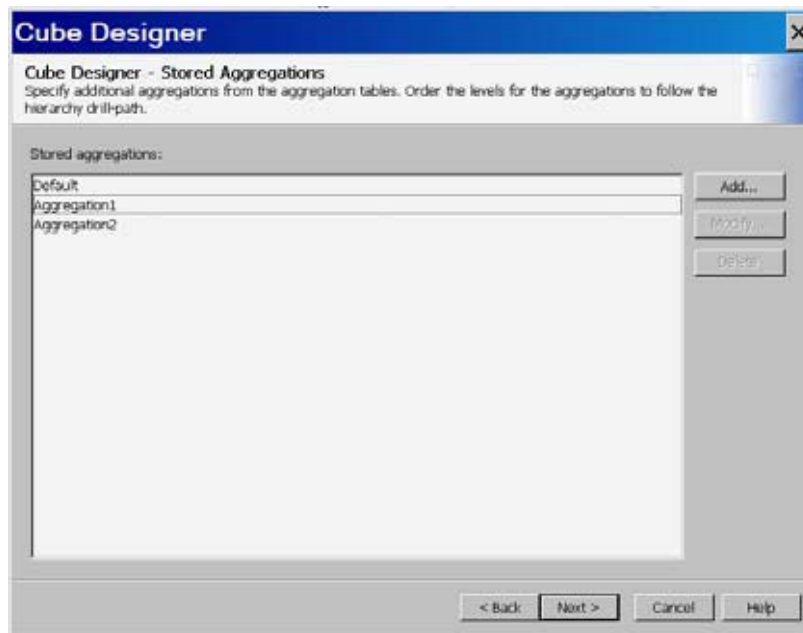 Cube Designer
Cube Designer - Stored Aggregations
Specify additional aggregations from the aggregation tables. Order the levels for the aggregations to follow the
hierarchy drill-path.
Stored aggregations:
Default
Add...
Aggregation1
Aggregation2
Modify...
Delete
< Back
Next >
Cancel
Help